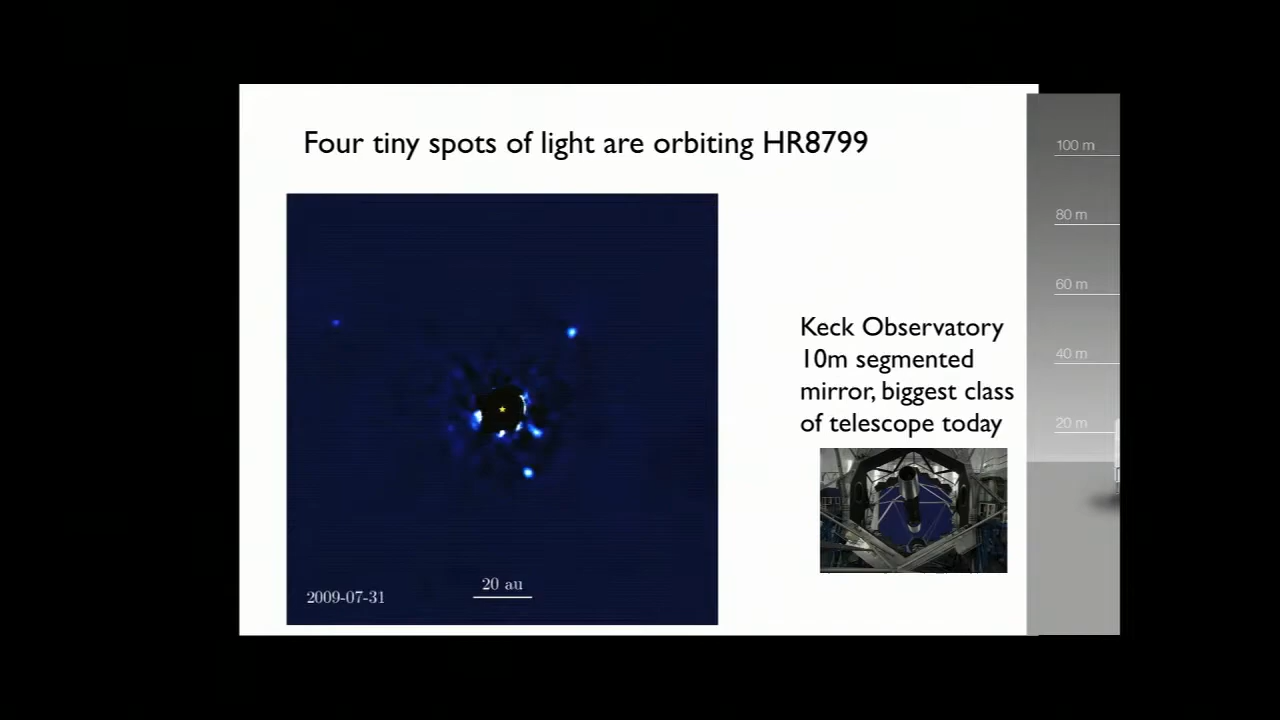 Four tiny spots of light are orbiting HR8799
Keck Observatory
10m segmented
mirror, biggest class
of telescope today
20 au
2009-07-31
100 m
80 m
60 m
40 m
20 m